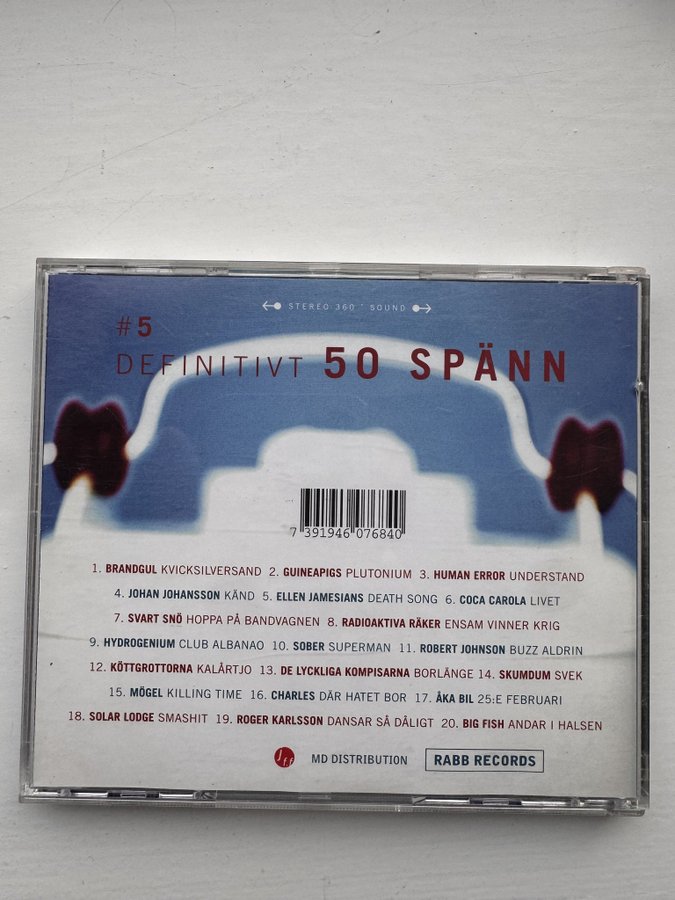 STEREO 360 ° SOUND
#5
DEFINITIVT 50 SPÄNN
7 391946 076840
1. BRANDGUL KVICKSILVERSAND 2. GUINEAPIGS PLUTONIUM 3. HUMAN ERROR UNDERSTAND
4. JOHAN JOHANSSON KÄND 5. ELLEN JAMESIANS DEATH SONG 6. COCA CAROLA LIVET
7. SVART SNÖ HOPPA PÅ BANDVAGNEN 8. RADIOAKTIVA RÄKER ENSAM VINNER KRIG
9. HYDROGENIUM CLUB ALBANAO 10. SOBER SUPERMAN 11. ROBERT JOHNSON BUZZ ALDRIN
12. KÖTTGROTTORNA KALÅRTJO 13. DE LYCKLIGA KOMPISARNA BORLÄNGE 14. SKUMDUM SVEK
15. MÖGEL KILLING TIME 16. CHARLES DÄR HATET BOR 17. ÅKA BIL 25:E FEBRUARI
18. SOLAR LODGE SMASHIT 19. ROGER KARLSSON DANSAR SÅ DÅLIGT 20. BIG FISH ANDAR I HALSEN
Jff MD DISTRIBUTION RABB RECORDS